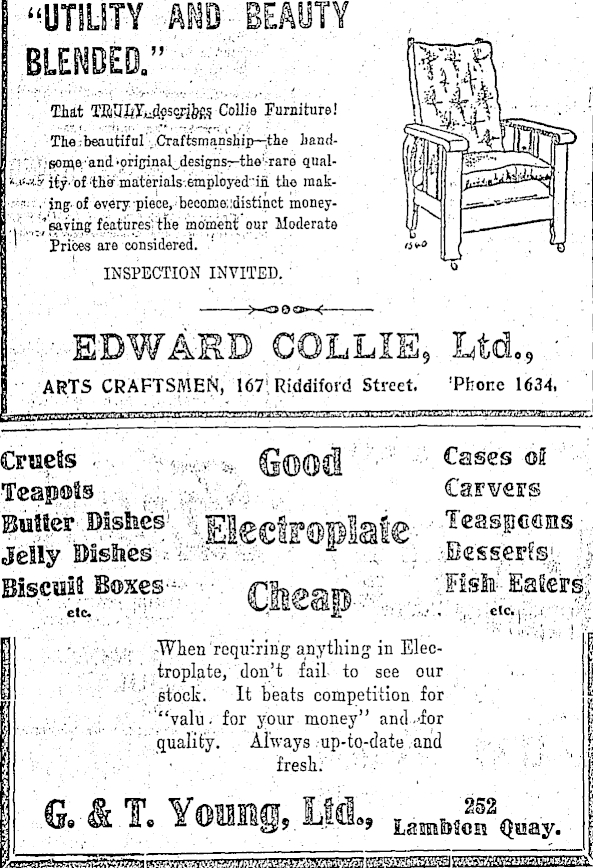 "UTILITY AND BEAUTY
BLENDED."
That TRULY describes Collie Furniture!
The beautiful Craftsmanship—the hand-
some and original designs—the rare qual-
ity of the materials employed in the mak-
ing of every piece, become distinct money-
saving features the moment our Moderate
Prices are considered.
INSPECTION INVITED.
1540
EDWARD COLLIE, Ltd.,
ARTS CRAFTSMEN, 167 Riddiford Street. 'Phone 1634.
Cruets
Teapots
Butter Dishes
Jelly Dishes
Biscuit Boxes
etc.
Good
Electroplate
Cheap
Cases of
Carvers
Teaspoons
Desserts
Fish Eaters
etc.
When requiring anything in Elec-
troplate, don't fail to see our
stock. It beats competition for
"valu for your money" and for
quality. Always up-to-date and
fresh.
G. & T. Young, Ltd.,
252
Lambton Quay.